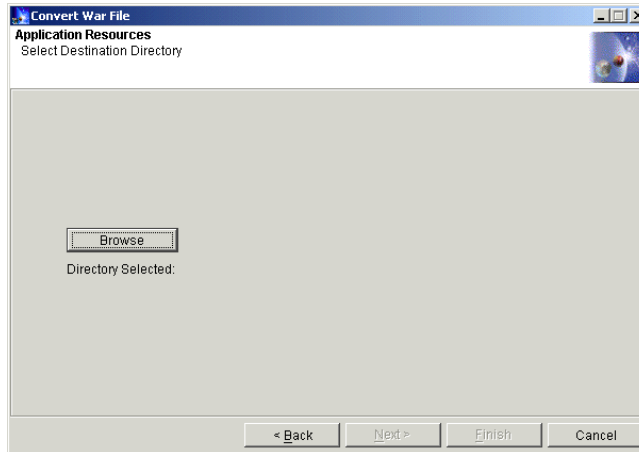 Convert War File
Application Resources
Select Destination Directory
Browse
Directory Selected:
< Back Next > Finish Cancel